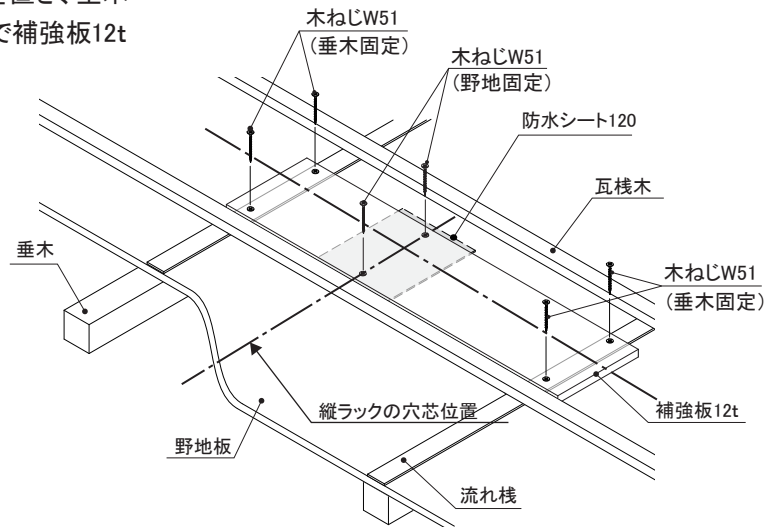 で補強板12t
木ねじW51
(垂木固定)
木ねじW51
(野地固定)
防水シート120
瓦桟木
垂木
木ねじW51
(垂木固定)
縦ラックの穴芯位置
補強板12t
野地板
流れ桟